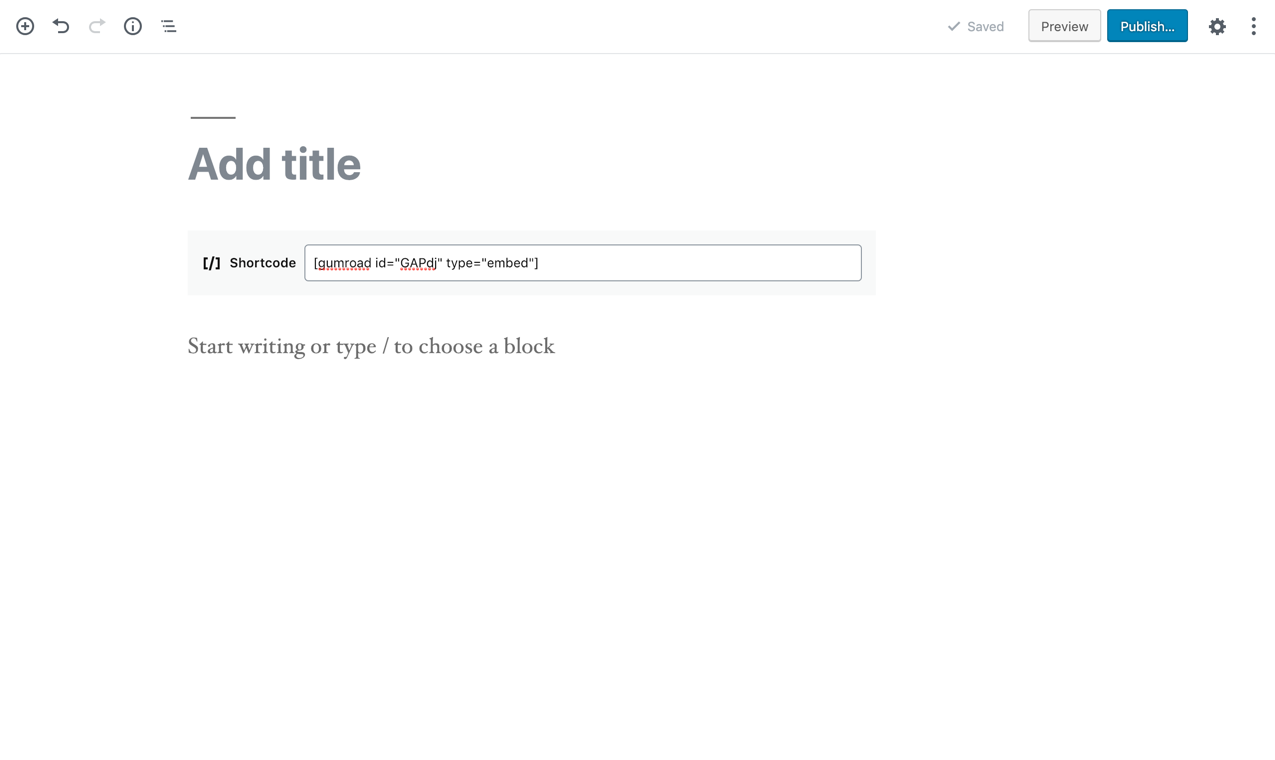 Saved
Preview
Publish...
Add title
[/] Shortcode
[gumroad id="GAPdj" type="embed"]
Start writing or type / to choose a block